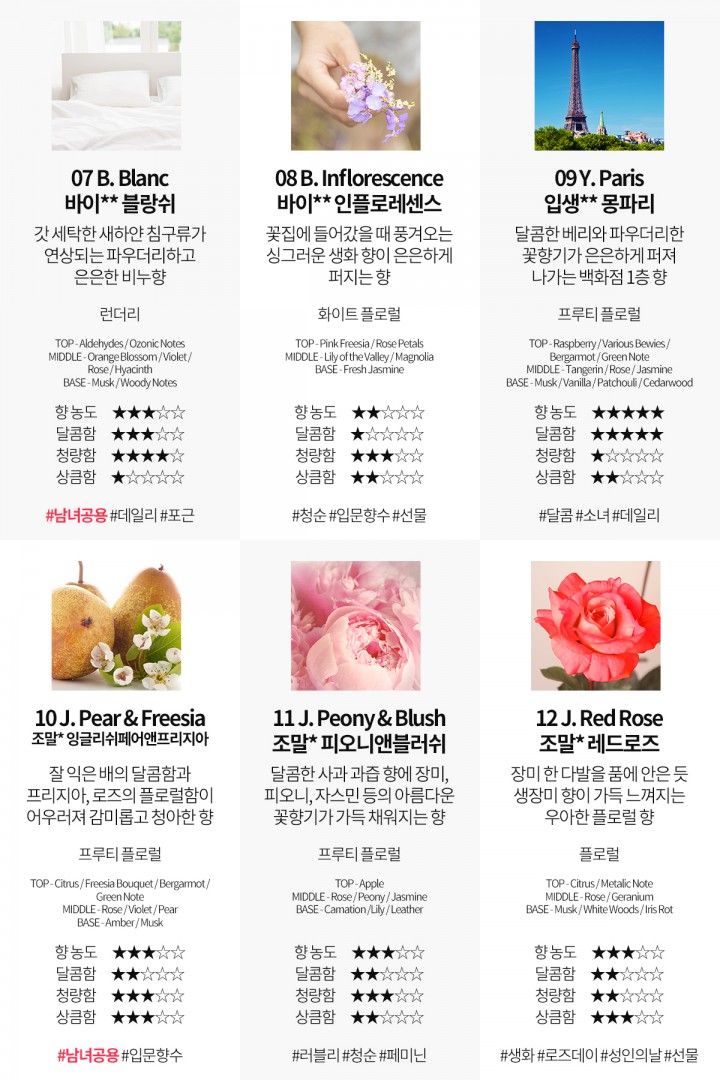 07 B. Blanc
바이** 블랑쉬
갓 세탁한 새하얀 침구류가
연상되는 파우더리하고
은은한 비누향
런더리
TOP - Aldehydes / Ozonic Notes
MIDDLE - Orange Blossom / Violet /
Rose / Hyacinth
BASE - Musk / Woody Notes
향 농도 ★★★☆☆
달콤함 ★★★☆☆
청량함 ★★★★☆
상큼함 ★☆☆☆☆
#남녀공용 #데일리 #포근
08 B. Inflorescence
바이** 인플로레센스
꽃집에 들어갔을 때 풍겨오는
싱그러운 생화 향이 은은하게
퍼지는 향
화이트 플로럴
TOP - Pink Freesia / Rose Petals
MIDDLE - Lily of the Valley / Magnolia
BASE - Fresh Jasmine
향 농도 ★★☆☆☆
달콤함 ★☆☆☆☆
청량함 ★★★☆☆
상큼함 ★★☆☆☆
#청순 #입문향수 #선물
09 Y. Paris
입생** 몽파리
달콤한 베리와 파우더리한
꽃향기가 은은하게 퍼져
나가는 백화점 1층 향
프루티 플로럴
TOP - Raspberry / Various Bewies /
Bergamot / Green Note
MIDDLE - Tangerin / Rose / Jasmine
BASE - Musk / Vanilla / Patchouli / Cedarwood
향 농도 ★★★★★
달콤함 ★★★★★
청량함 ★☆☆☆☆
상큼함 ★★☆☆☆
#달콤 #소녀 #데일리
10 J. Pear & Freesia
조말* 잉글리쉬페어앤프리지아
잘 익은 배의 달콤함과
프리지아, 로즈의 플로럴함이
어우러져 감미롭고 청아한 향
프루티 플로럴
TOP - Citrus / Freesia Bouquet / Bergamot /
Green Note
MIDDLE - Rose / Violet / Pear
BASE - Amber / Musk
향 농도 ★★★☆☆
달콤함 ★★☆☆☆
청량함 ★★★☆☆
상큼함 ★★★☆☆
#남녀공용 #입문향수
11 J. Peony & Blush
조말* 피오니앤블러쉬
달콤한 사과 과즙 향에 장미,
피오니, 자스민 등의 아름다운
꽃향기가 가득 채워지는 향
프루티 플로럴
TOP - Apple
MIDDLE - Rose / Peony / Jasmine
BASE - Carnation / Lily / Leather
향 농도 ★★★☆☆
달콤함 ★★☆☆☆
청량함 ★★★☆☆
상큼함 ★★☆☆☆
#러블리 #청순 #페미닌
12 J. Red Rose
조말* 레드로즈
장미 한 다발을 품에 안은 듯
생장미 향이 가득 느껴지는
우아한 플로럴 향
플로럴
TOP - Citrus / Metalic Note
MIDDLE - Rose / Geranium
BASE - Musk / White Woods / Iris Rot
향 농도 ★★★☆☆
달콤함 ★★☆☆☆
청량함 ★★☆☆☆
상큼함 ★★★☆☆
#생화 #로즈데이 #성인의날 #선물